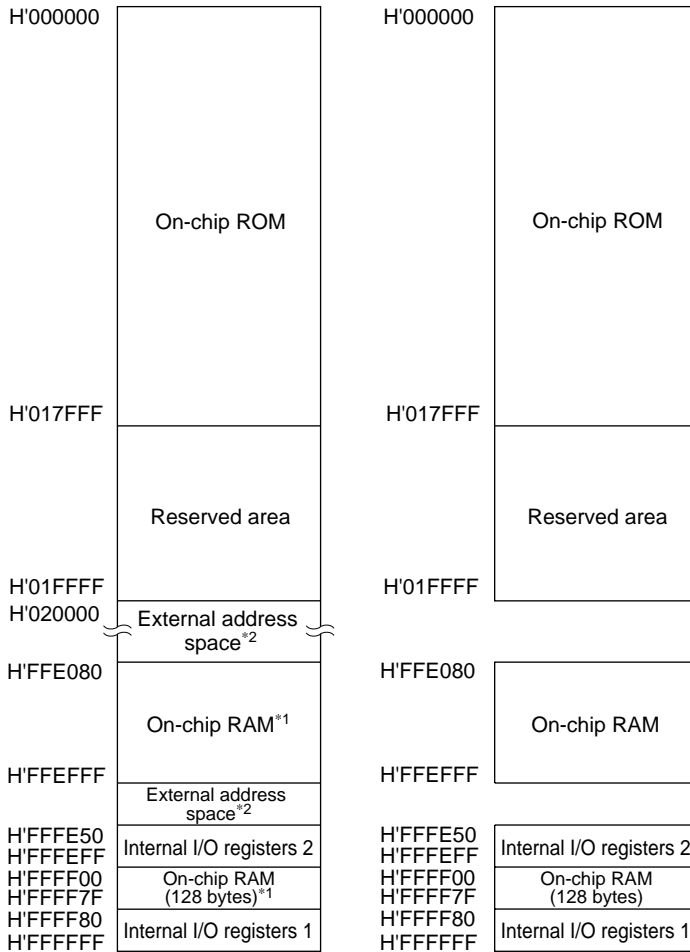 H'000000
On-chip ROM
H'017FFF
Reserved area
H'01FFFF
H'020000
External address
space*2
H'FFE080
On-chip RAM*1
H'FFEFFF
External address
space*2
H'FFFE50
Internal I/O registers 2
H'FFFEFF
H'FFFF00
On-chip RAM
(128 bytes)*1
H'FFFF7F
H'FFFF80
Internal I/O registers 1
H'FFFFFF
H'000000
On-chip ROM
H'017FFF
Reserved area
H'01FFFF
H'FFE080
On-chip RAM
H'FFEFFF
H'FFFE50
Internal I/O registers 2
H'FFFEFF
H'FFFF00
On-chip RAM
(128 bytes)
H'FFFF7F
H'FFFF80
Internal I/O registers 1
H'FFFFFF